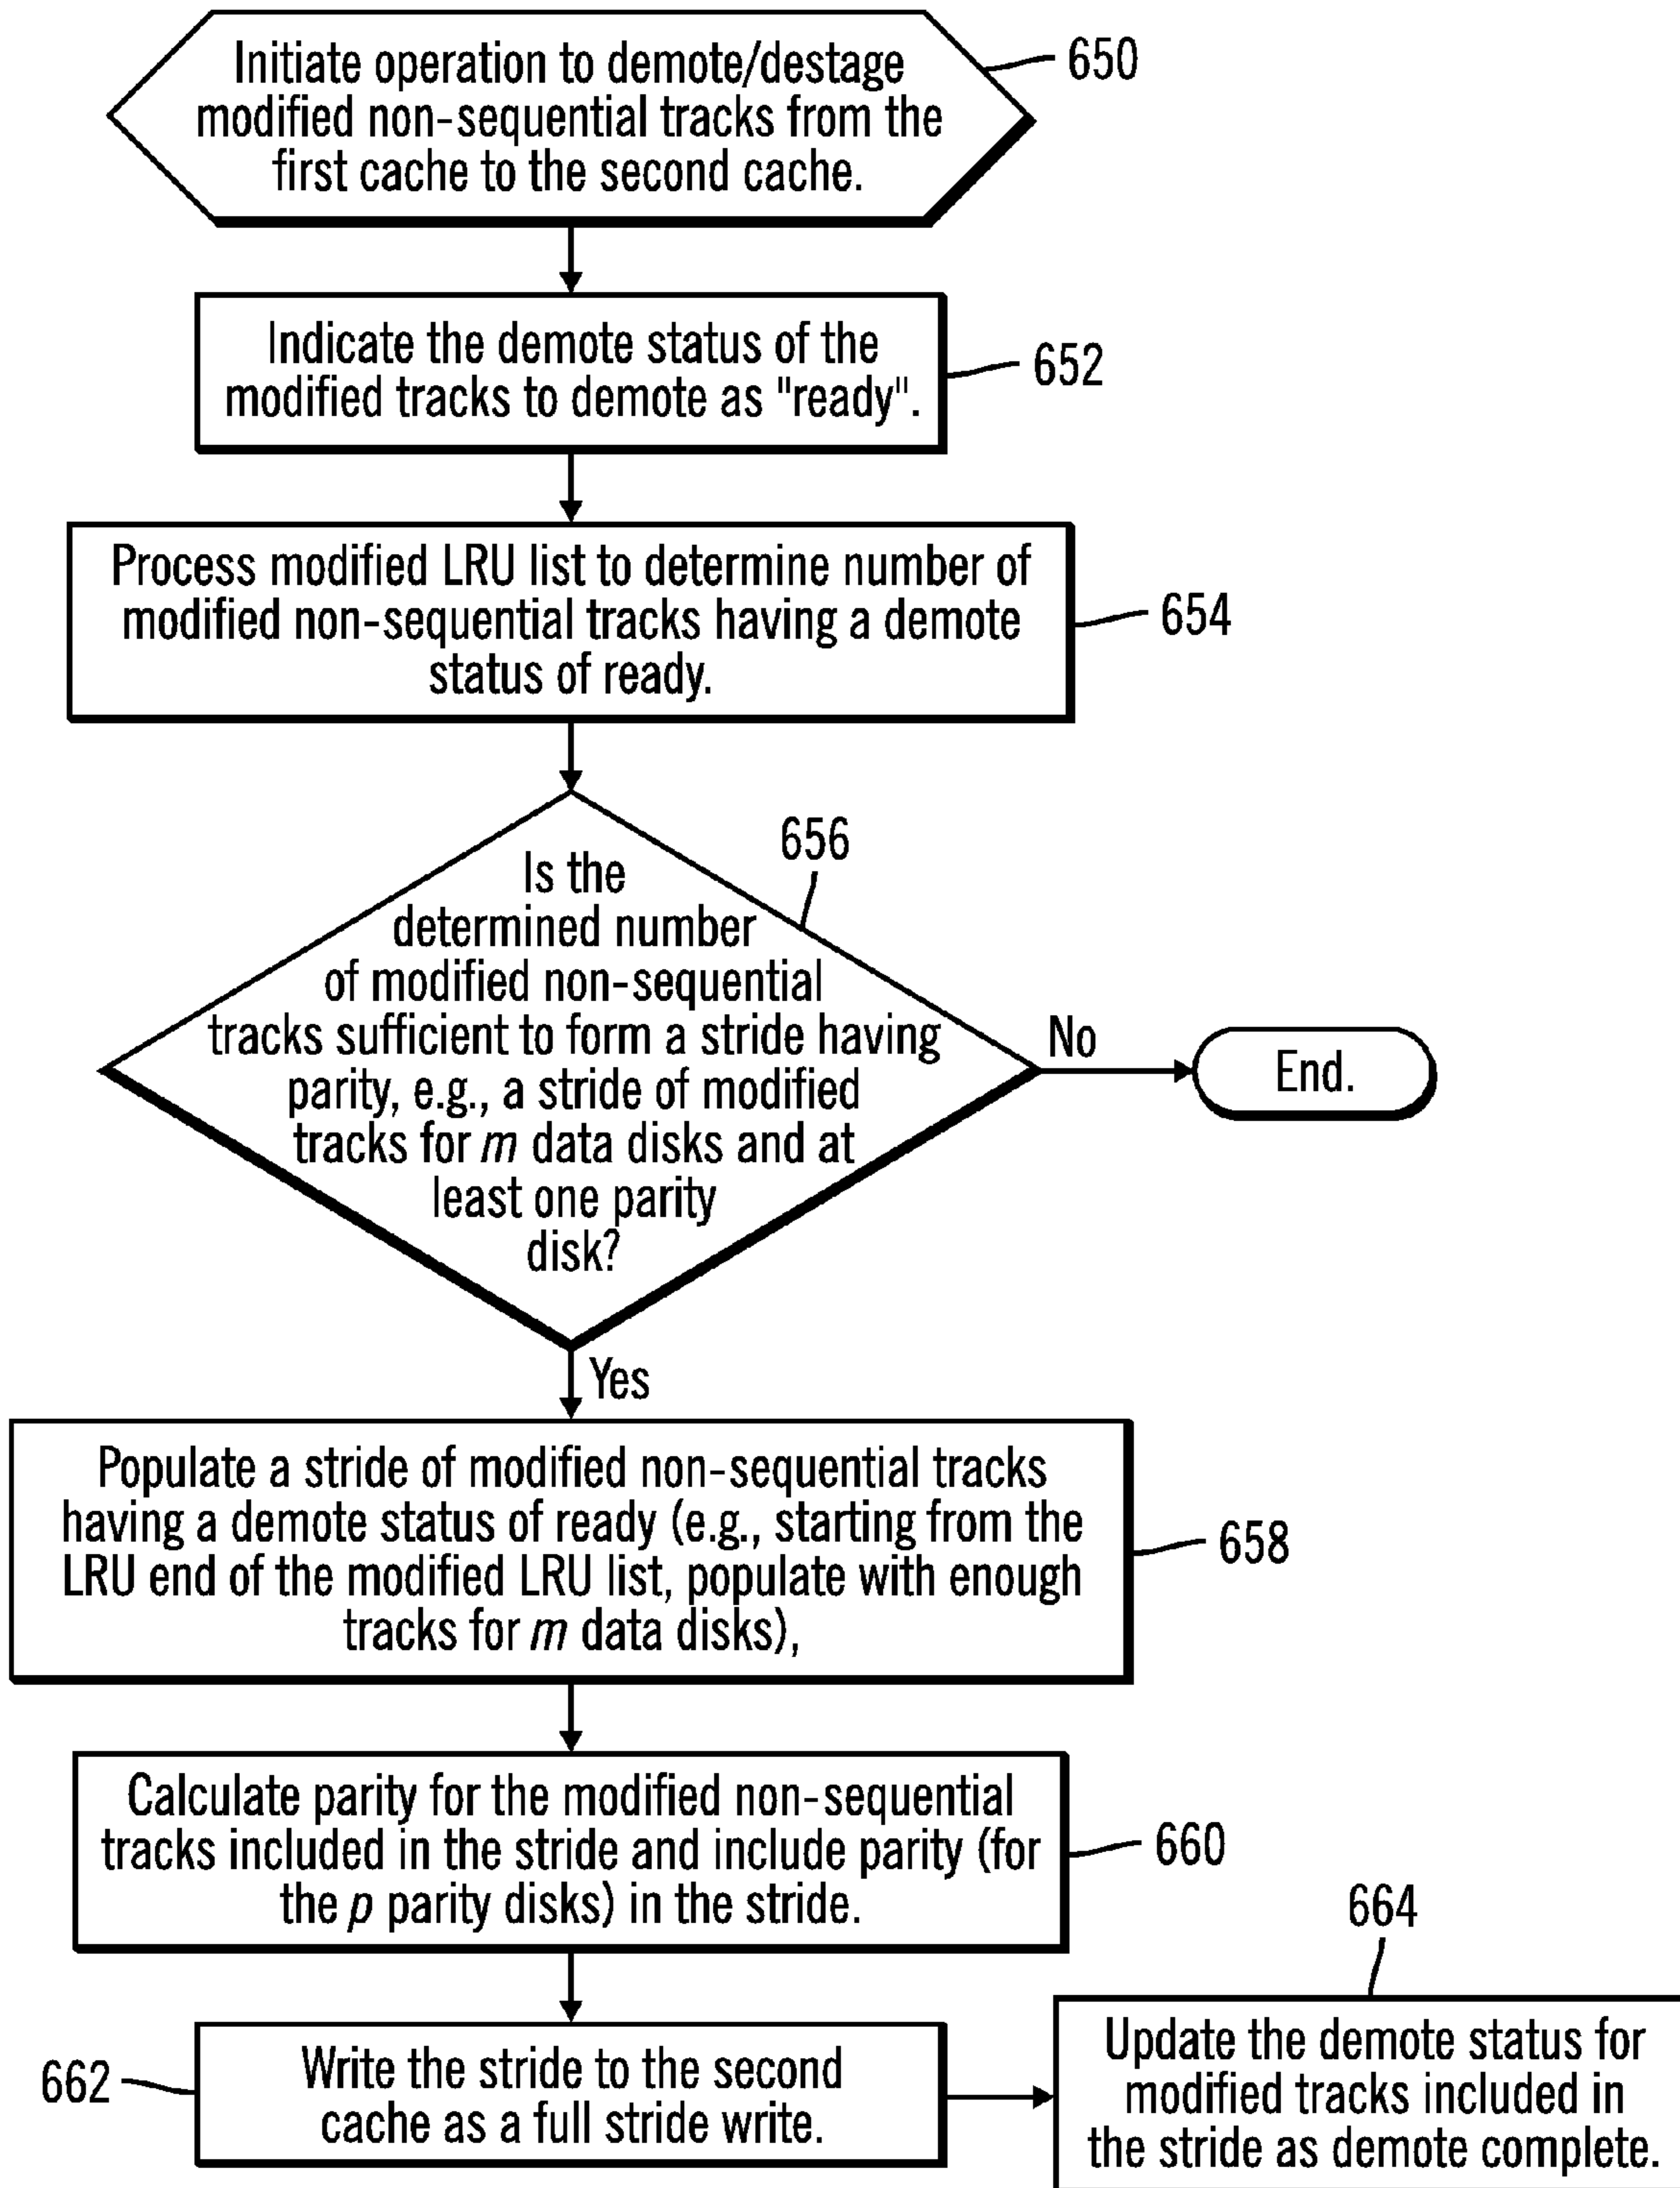 Initiate operation to demote/destage
modified non-sequential tracks from the
first cache to the second cache.
650
Indicate the demote status of the
modified tracks to demote as "ready".
652
Process modified LRU list to determine number of
modified non-sequential tracks having a demote
status of ready.
654
656
Is the
determined number
of modified non-sequential
tracks sufficient to form a stride having
parity, e.g., a stride of modified
tracks for m data disks and at
least one parity
disk?
No
End.
Yes
Populate a stride of modified non-sequential tracks
having a demote status of ready (e.g., starting from the
LRU end of the modified LRU list, populate with enough
tracks for m data disks),
658
Calculate parity for the modified non-sequential
tracks included in the stride and include parity (for
the p parity disks) in the stride.
660
662
Write the stride to the second
cache as a full stride write.
664
Update the demote status for
modified tracks included in
the stride as demote complete.